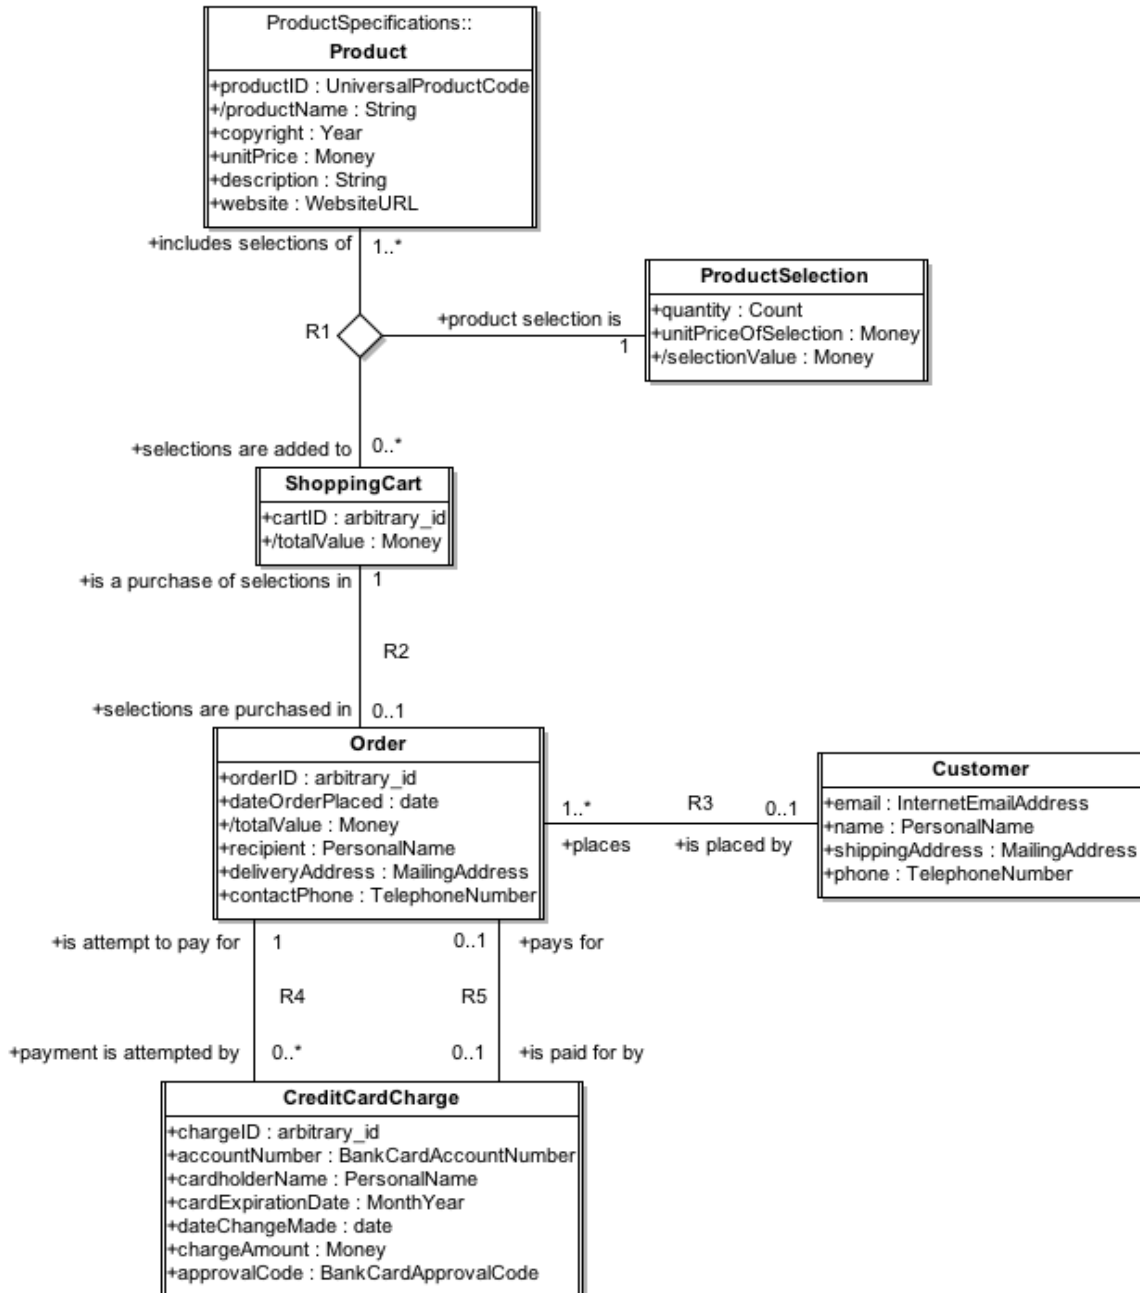 ProductSpecifications::
Product
+productID : UniversalProductCode
+/productName : String
+copyright : Year
+unitPrice : Money
+description : String
+website : WebsiteURL
+includes selections of
1..*
ProductSelection
+quantity : Count
+unitPriceOfSelection : Money
+/selectionValue : Money
R1
+product selection is
1
+selections are added to
0..*
ShoppingCart
+cartID : arbitrary_id
+/totalValue : Money
+is a purchase of selections in
1
R2
+selections are purchased in
0..1
Order
+orderID : arbitrary_id
+dateOrderPlaced : date
+/totalValue : Money
+recipient : PersonalName
+deliveryAddress : MailingAddress
+contactPhone : TelephoneNumber
1..*
R3
0..1
+places
+is placed by
Customer
+email : InternetEmailAddress
+name : PersonalName
+shippingAddress : MailingAddress
+phone : TelephoneNumber
+is attempt to pay for
1
0..1
+pays for
R4
R5
+payment is attempted by
0..*
0..1
+is paid for by
CreditCardCharge
+chargeID : arbitrary_id
+accountNumber : BankCardAccountNumber
+cardholderName : PersonalName
+cardExpirationDate : MonthYear
+dateChangeMade : date
+chargeAmount : Money
+approvalCode : BankCardApprovalCode